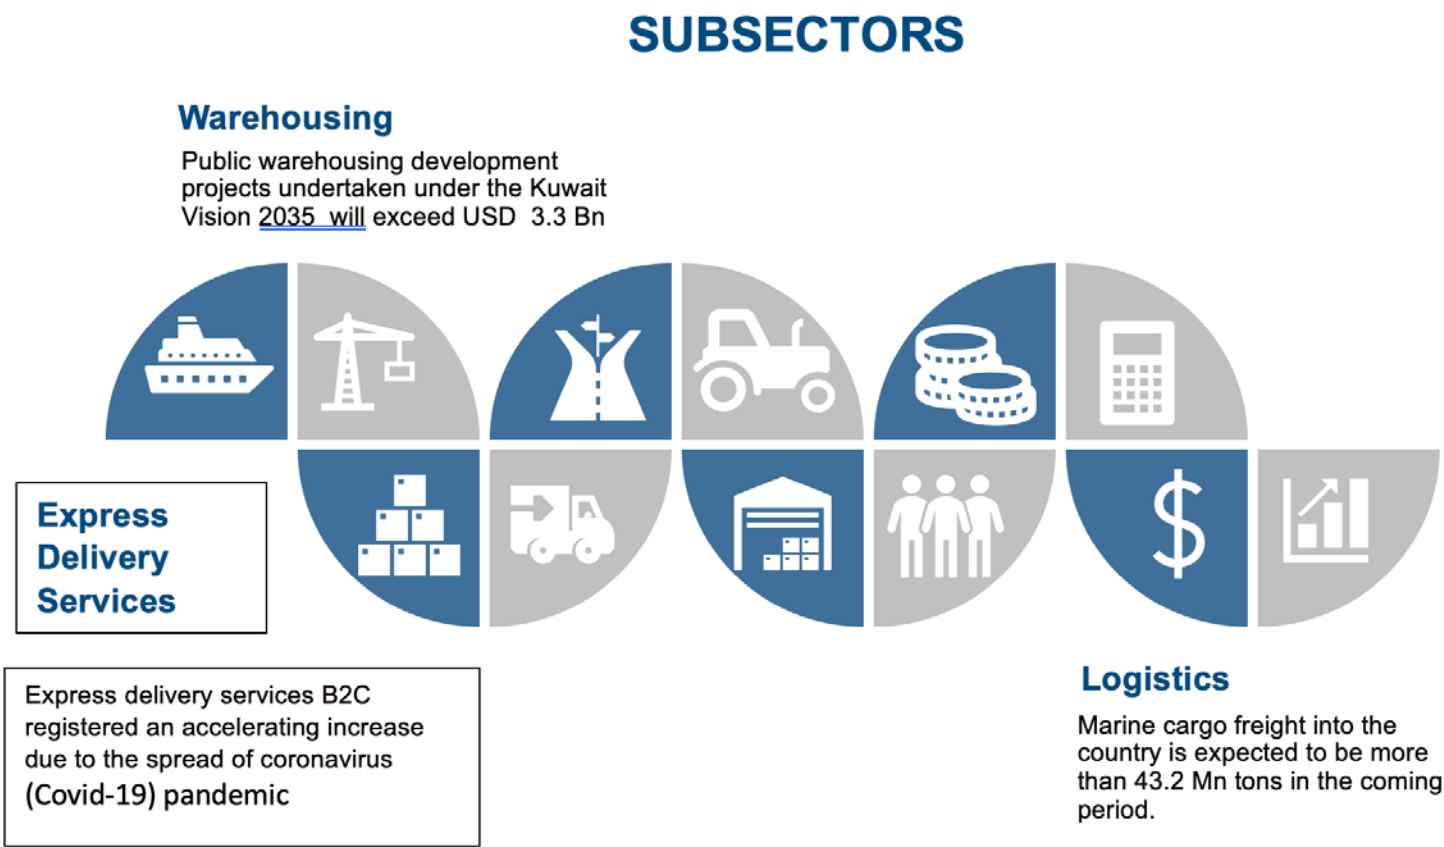 SUBSECTORS
Warehousing
Public warehousing development
projects undertaken under the Kuwait
Vision 2035  will exceed USD  3.3 Bn
Express
Delivery
Services
Express delivery services B2C
registered an accelerating increase
due to the spread of coronavirus
(Covid-19) pandemic
Logistics
Marine cargo freight into the
country is expected to be more
than 43.2 Mn tons in the coming
period.